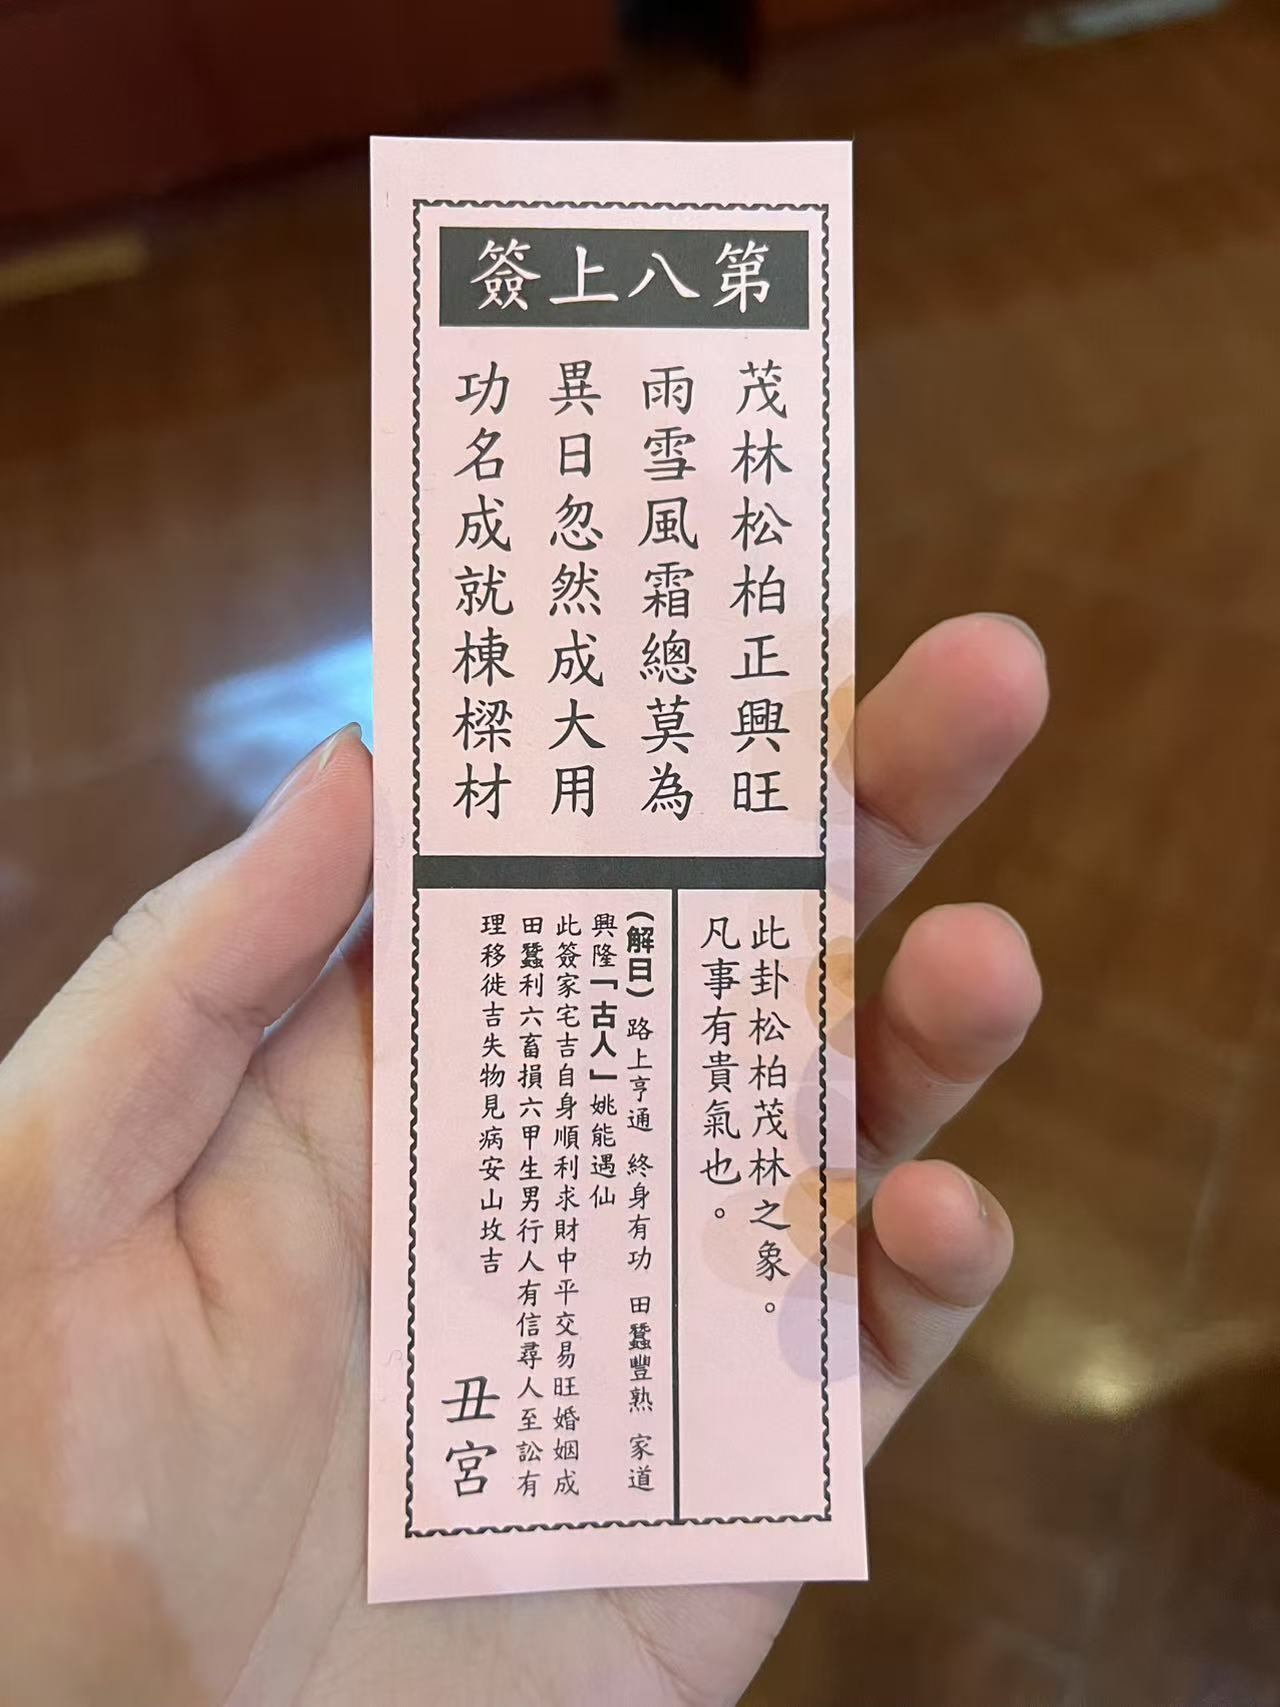 第八上簽
茂林松柏正興旺
雨雪風霜總莫為
異日忽然成大用
功名成就棟樑材
此卦松柏茂林之象。
凡事有貴氣也。
（解日）路上亨通 終身有功 田蠶豐熟 家道
興隆「古人」姚能遇仙
此簽家宅吉自身順利求財中平交易旺婚姻成
田蠶利六畜損六甲生男行人有信尋人至訟有
理移徙吉失物見病安山坟吉
丑宮